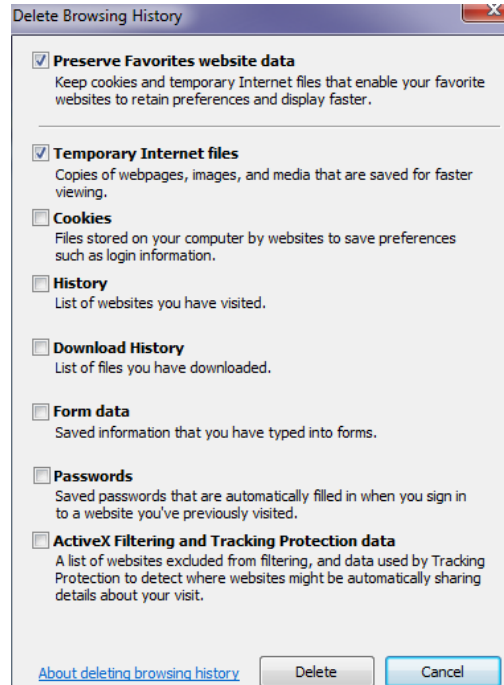 Delete Browsing History
Preserve Favorites website data
Keep cookies and temporary Internet files that enable your favorite
websites to retain preferences and display faster.
Temporary Internet files
Copies of webpages, images, and media that are saved for faster
viewing.
Cookies
Files stored on your computer by websites to save preferences
such as login information.
History
List of websites you have visited.
Download History
List of files you have downloaded.
Form data
Saved information that you have typed into forms.
Passwords
Saved passwords that are automatically filled in when you sign in
to a website you've previously visited.
ActiveX Filtering and Tracking Protection data
A list of websites excluded from filtering, and data used by Tracking
Protection to detect where websites might be automatically sharing
details about your visit.
About deleting browsing history Delete Cancel